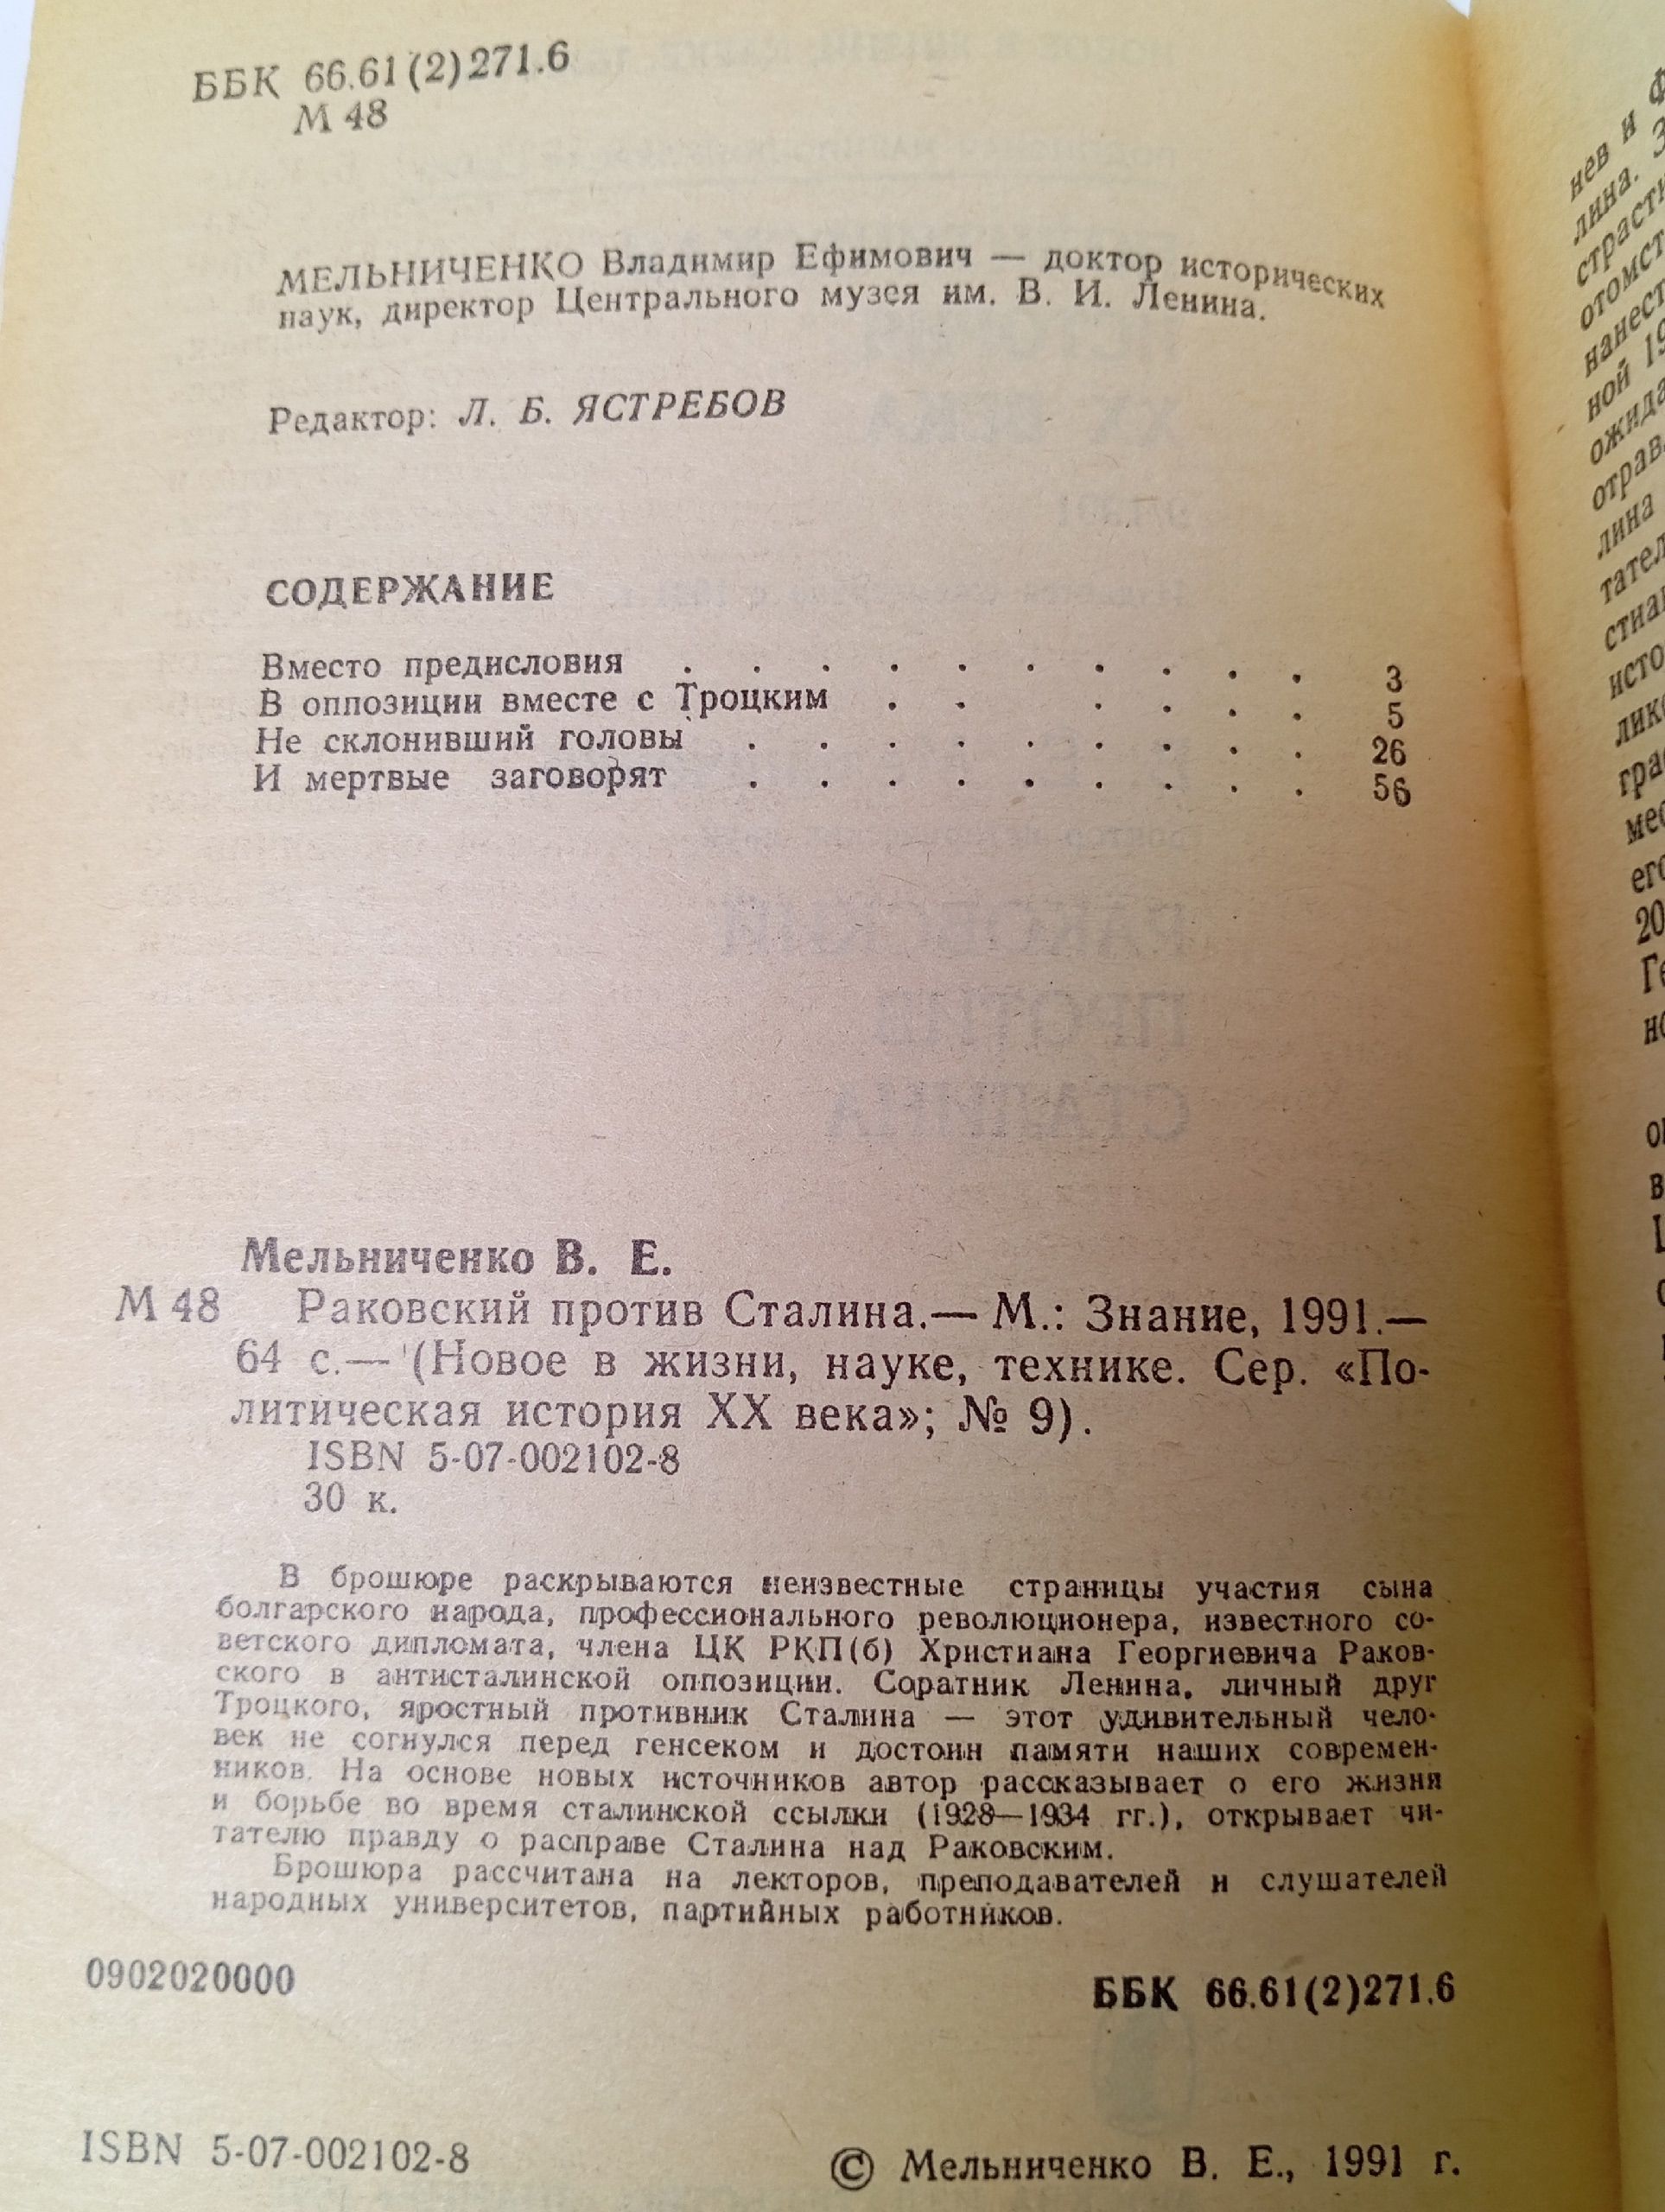 ББК 66.61(2)271.6
М 48
МЕЛЬНИЧЕНКО Владимир Ефимович — доктор исторических
наук, директор Центрального музея им. В. И. Ленина.
Редактор: Л. Б. ЯСТРЕБОВ
СОДЕРЖАНИЕ
Вместо предисловия . . . . . . . . . . 3
В оппозиции вместе с Троцким . . . . . . 5
Не склонивший головы . . . . . . . . . 26
И мертвые заговорят . . . . . . . . . 56
Мельниченко В. Е.
М 48 Раковский против Сталина.— М.: Знание, 1991.—
64 с.— (Новое в жизни, науке, технике. Сер. «По-
литическая история XX века»; № 9).
ISBN 5-07-002102-8
30 к.
В брошюре раскрываются неизвестные страницы участия сына
болгарского народа, профессионального революционера, известного со-
ветского дипломата, члена ЦК РКП(б) Христиана Георгиевича Раков-
ского в антисталинской оппозиции. Соратник Ленина, личный друг
Троцкого, яростный противник Сталина — этот удивительный чело-
век не согнулся перед генсеком и достоин памяти наших современ-
ников. На основе новых источников автор рассказывает о его жизни
и борьбе во время сталинской ссылки (1928—1934 гг.), открывает чи-
тателю правду о расправе Сталина над Раковским.
Брошюра рассчитана на лекторов, преподавателей и слушателей
народных университетов, партийных работников.
0902020000
ББК 66.61(2)271.6
ISBN 5-07-002102-8
© Мельниченко В. Е., 1991 г.
нев и
лина.
лина
его
20